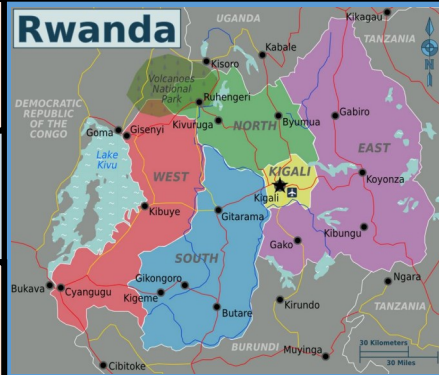 Rwanda
UGANDA
Kikagau
TANZANIA
Kabale
Kisoro
Volcanoes
National
Park
Ruhengeri
DEMOCRATIC
REPUBLIC
OF THE
CONGO
Goma
Gisenyi
Kivuruga
NORTH
Byumua
Gabiro
EAST
Lake
Kivu
WEST
KIGALI
Kigali
Koyonza
Kibuye
Gitarama
Kibungu
Gako
SOUTH
Gikongoro
Kigeme
Bukava
Cyangugu
Butare
Kirundo
Ngara
TANZANIA
BURUNDI
Muyinga
Cibitoke
N
30 Kilometers
30 Miles